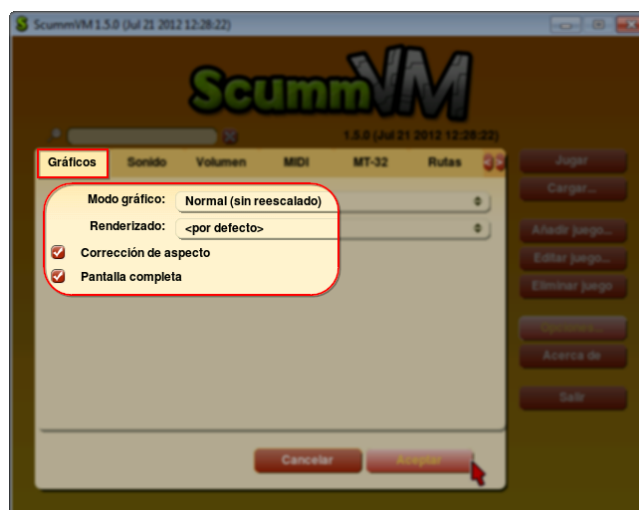 ScummVM 1.5.0 (Jul 21 2012 12:28:22)
ScummVM
1.5.0 (Jul 21 2012 12:28:22)
Gráficos Sonido Volumen MIDI MT-32 Rutas
Modo gráfico: Normal (sin reescalado)
Renderizado: <por defecto>
Corrección de aspecto
Pantalla completa
Cancelar Aceptar
Jugar
Cargar...
Añadir juego...
Editar juego...
Eliminar juego
Opciones...
Acerca de
Salir